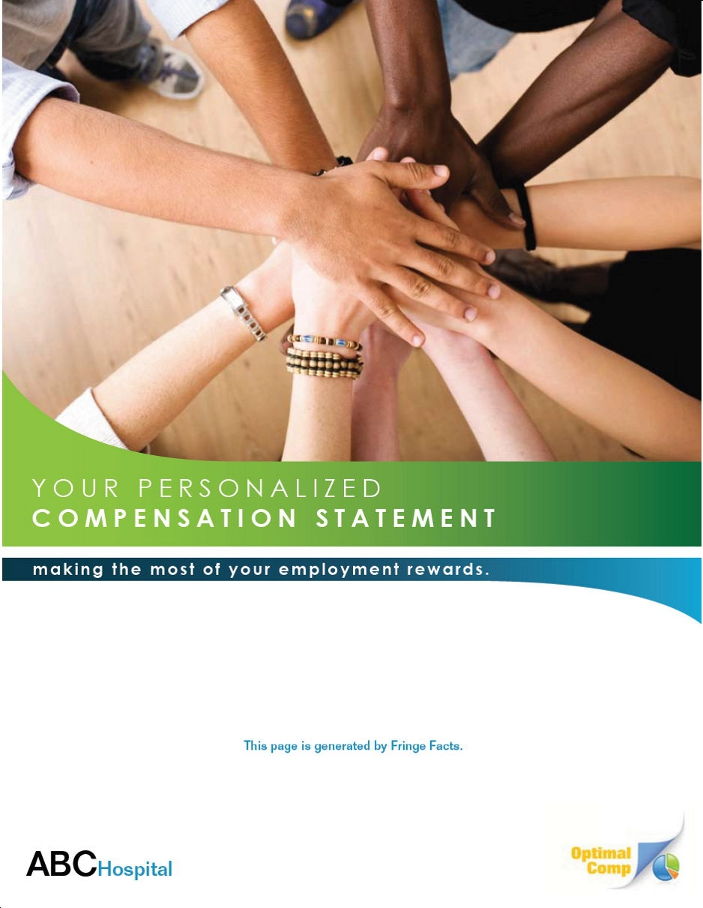 YOUR PERSONALIZED
COMPENSATION STATEMENT
making the most of your employment rewards.
This page is generated by Fringe Facts.
ABCHospital
Optimal
Comp